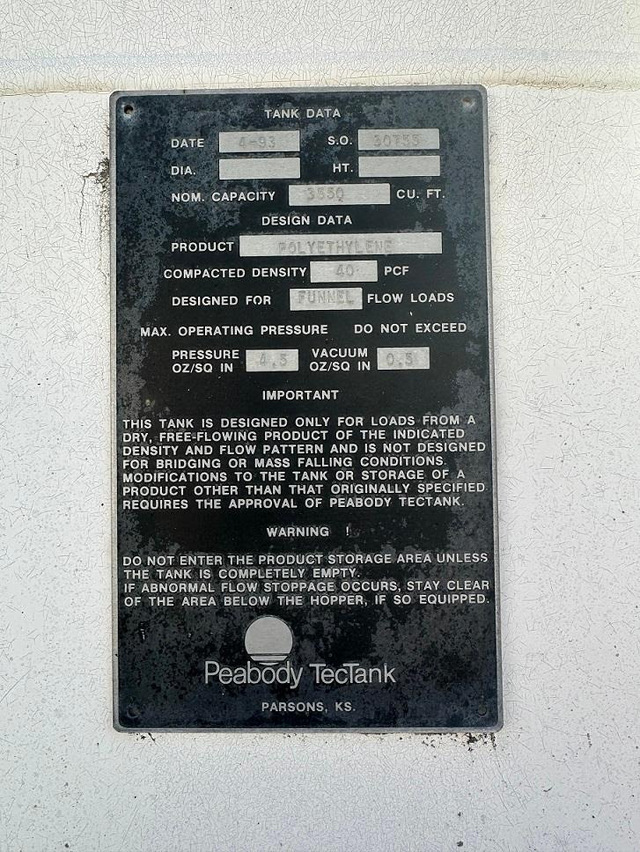 TANK DATA
DATE 4-93 S.O. 30755
DIA. HT.
NOM. CAPACITY 3550 CU. FT.
DESIGN DATA
PRODUCT POLYETHYLENE
COMPACTED DENSITY 40 PCF
DESIGNED FOR FUNNEL FLOW LOADS
MAX. OPERATING PRESSURE DO NOT EXCEED
PRESSURE OZ/SQ IN 4.5 VACUUM OZ/SQ IN 0.5
IMPORTANT
THIS TANK IS DESIGNED ONLY FOR LOADS FROM A
DRY, FREE-FLOWING PRODUCT OF THE INDICATED
DENSITY AND FLOW PATTERN AND IS NOT DESIGNED
FOR BRIDGING OR MASS FALLING CONDITIONS.
MODIFICATIONS TO THE TANK OR STORAGE OF A
PRODUCT OTHER THAN THAT ORIGINALLY SPECIFIED
REQUIRES THE APPROVAL OF PEABODY TECTANK.
WARNING !
DO NOT ENTER THE PRODUCT STORAGE AREA UNLESS
THE TANK IS COMPLETELY EMPTY.
IF ABNORMAL FLOW STOPPAGE OCCURS, STAY CLEAR
OF THE AREA BELOW THE HOPPER, IF SO EQUIPPED.
Peabody TecTank
PARSONS, KS.